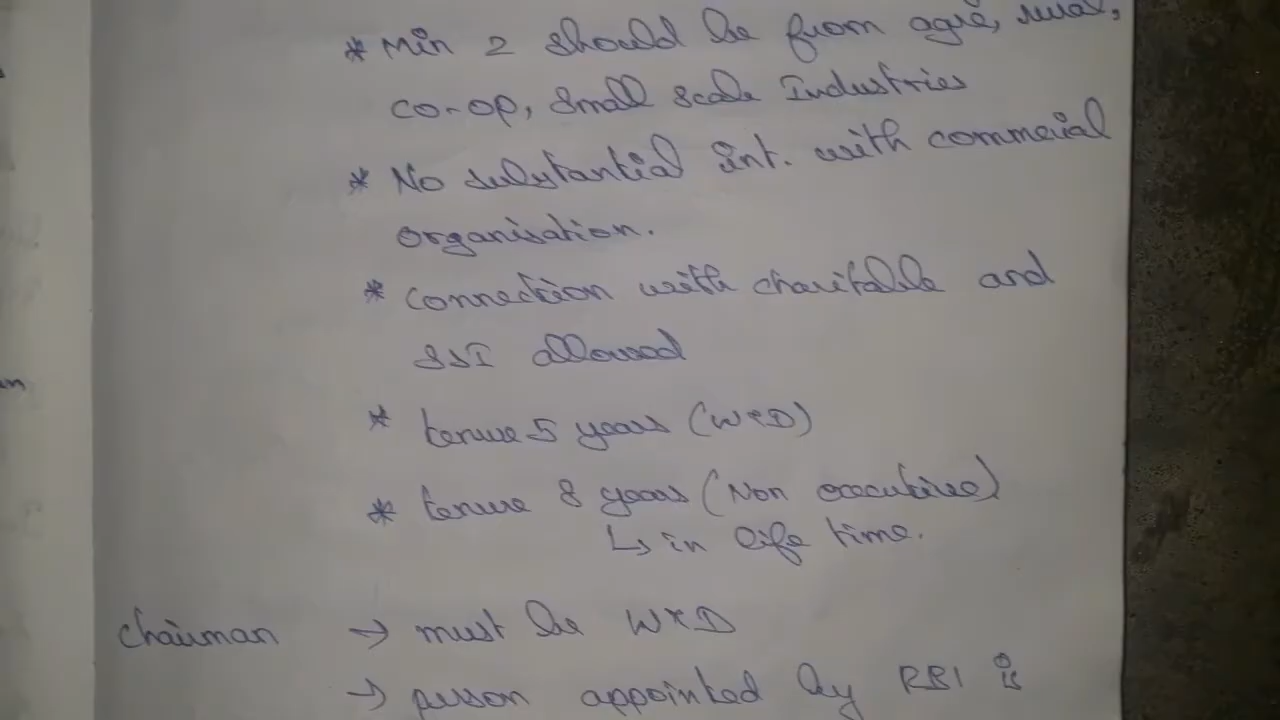 * Min 2 should be from agri, rural,
co-op, Small Scale Industries
* No substantial int. with commercial
organisation.
* connection with charitable and
SSI allowed
* tenure 5 years (WTD)
* tenure 8 years (Non executive)
↳ in life time.
chairman → must be WTD
→ person appointed by RBI is